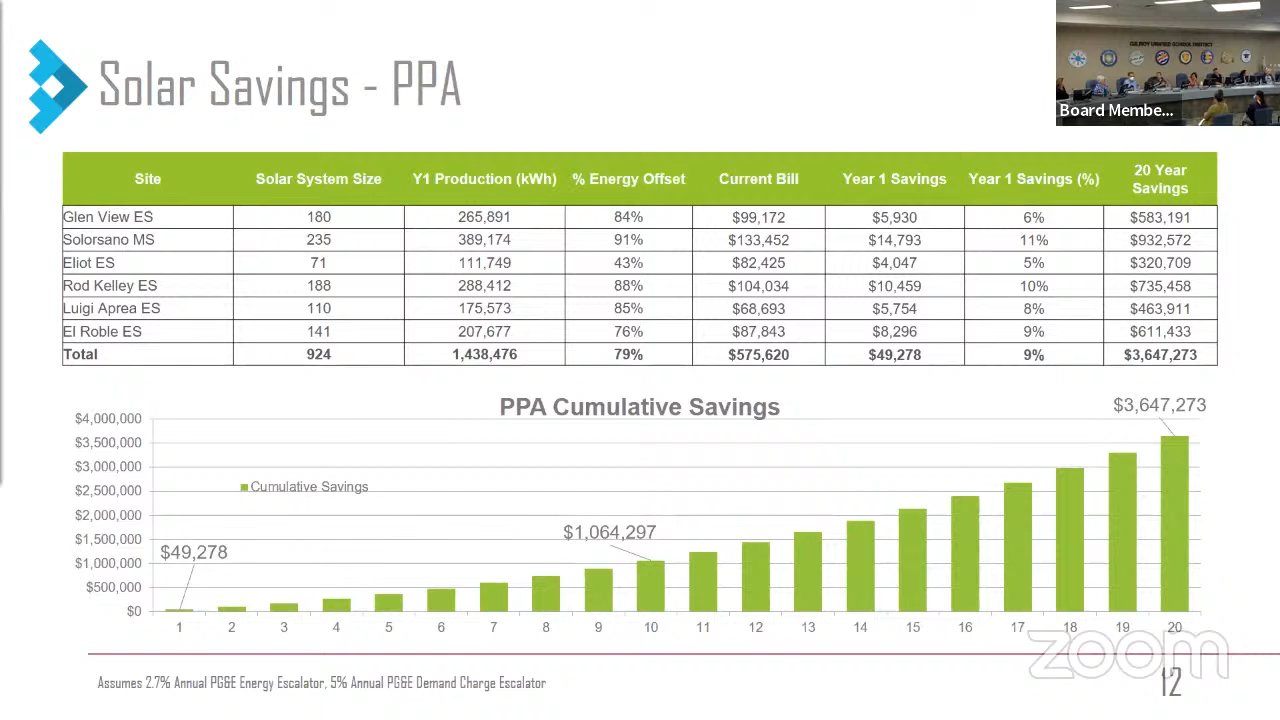 Solar Savings - PPA
GILROY UNIFIED SCHOOL DISTRICT
Board Membe...
Site Solar System Size Y1 Production (kWh) % Energy Offset Current Bill Year 1 Savings Year 1 Savings (%) 20 Year Savings
Glen View ES 180 265,891 84% $99,172 $5,930 6% $583,191
Solorsano MS 235 389,174 91% $133,452 $14,793 11% $932,572
Eliot ES 71 111,749 43% $82,425 $4,047 5% $320,709
Rod Kelley ES 188 288,412 88% $104,034 $10,459 10% $735,458
Luigi Aprea ES 110 175,573 85% $68,693 $5,754 8% $463,911
El Roble ES 141 207,677 76% $87,843 $8,296 9% $611,433
Total 924 1,438,476 79% $575,620 $49,278 9% $3,647,273
PPA Cumulative Savings
$3,647,273
$4,000,000
$3,500,000
$3,000,000
$2,500,000
Cumulative Savings
$2,000,000
$1,500,000
$1,000,000
$500,000
$0
$49,278
$1,064,297
1 2 3 4 5 6 7 8 9 10 11 12 13 14 15 16 17 18 19 20
zoom
Assumes 2.7% Annual PG&E Energy Escalator, 5% Annual PG&E Demand Charge Escalator
12